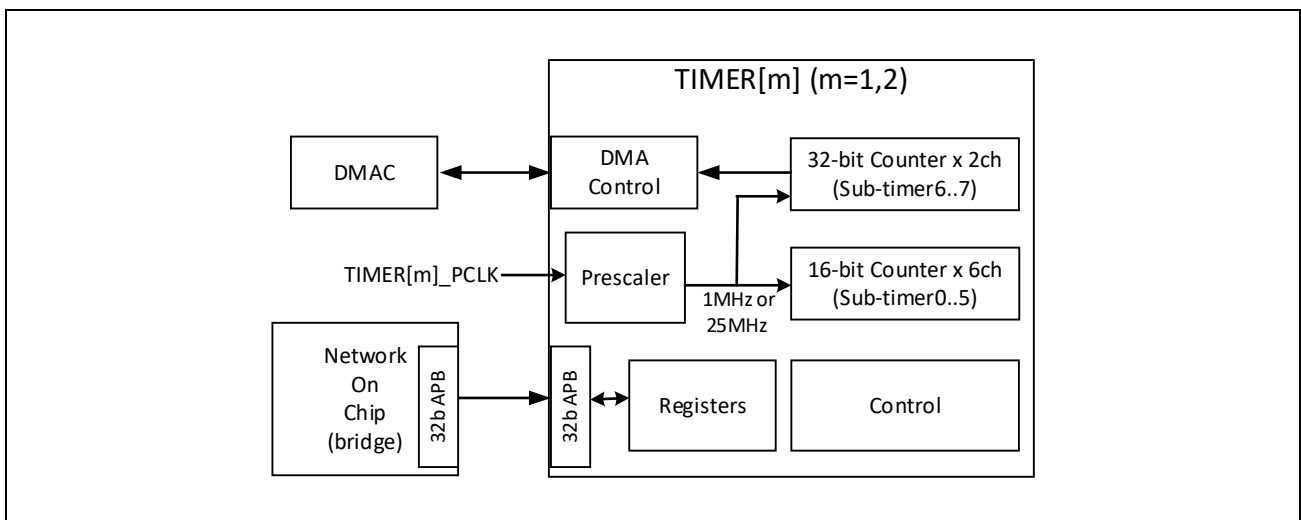 TIMER[m] (m=1,2)
DMAC
DMA
Control
32-bit Counter x 2ch
(Sub-timer6..7)
TIMER[m]_PCLK
Prescaler
1MHz or
25MHz
16-bit Counter x 6ch
(Sub-timer0..5)
Network
On
Chip
(bridge)
32b APB
32b APB
Registers
Control